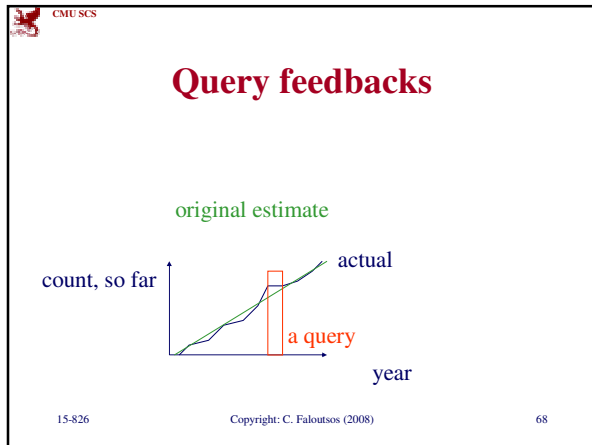 CMU SCS
Query feedbacks
original estimate
actual
count, so far
a query
year
15-826
Copyright: C. Faloutsos (2008)
68